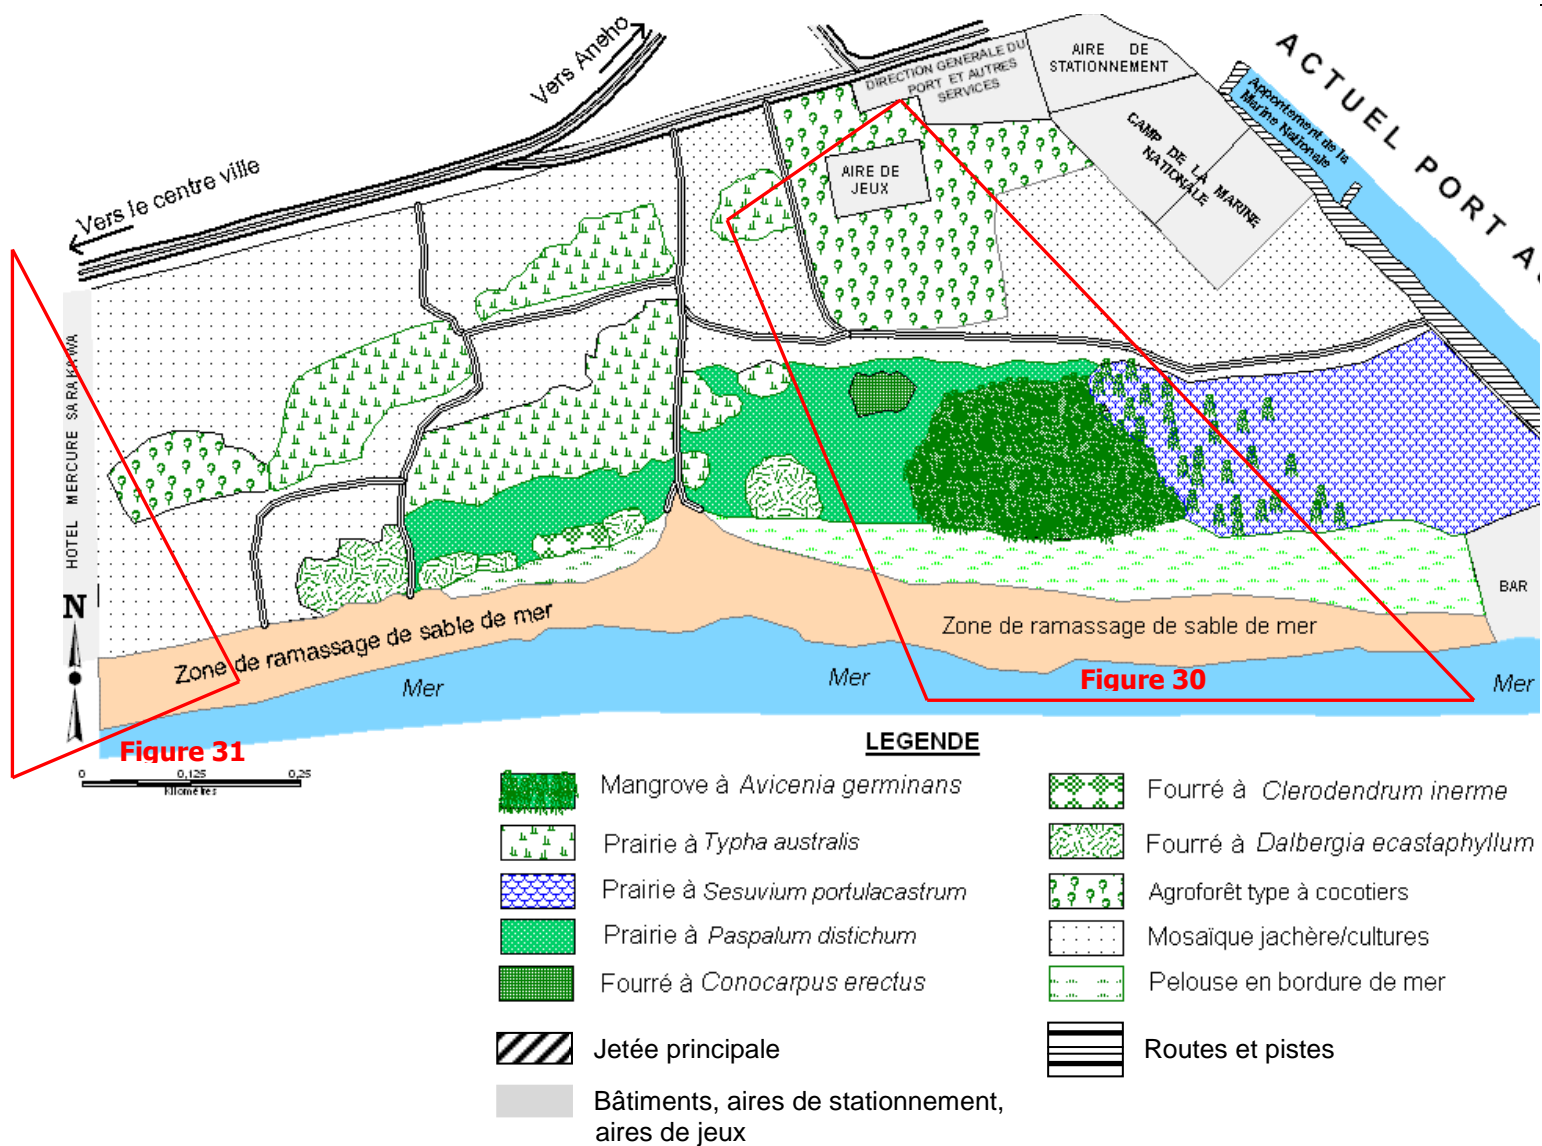 Vers Aneho
DIRECTION GENERALE DU
PORT ET AUTRES
SERVICES
AIRE DE
STATIONNEMENT
ACTUEL PORT
Appontement de la
Marine Nationale
CAMP DE LA MARINE
NATIONALE
AIRE DE
JEUX
Vers le centre ville
HOTEL MERCURE SARAKAWA
N
BAR
Zone de ramassage de sable de mer
Zone de ramassage de sable de mer
Mer
Mer
Mer
Figure 30
Figure 31
0 0,125 0,25
Kilomètres
LEGENDE
Mangrove à Avicenia germinans
Prairie à Typha australis
Prairie à Sesuvium portulacastrum
Prairie à Paspalum distichum
Fourré à Conocarpus erectus
Jetée principale
Bâtiments, aires de stationnement,
aires de jeux
Fourré à Clerodendrum inerme
Fourré à Dalbergia ecastaphyllum
Agroforêt type à cocotiers
Mosaïque jachère/cultures
Pelouse en bordure de mer
Routes et pistes